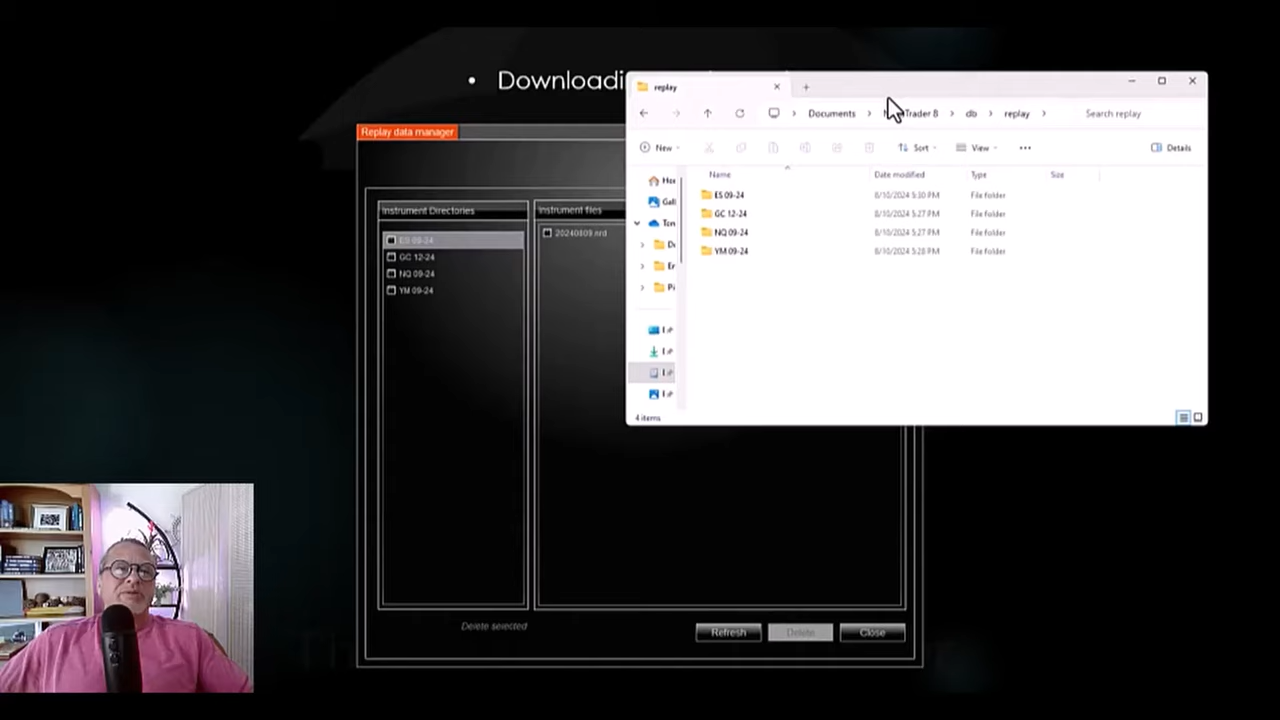 • Downloadi
replay
Documents
Trader 8
db
replay
Search replay
New
Sort
View
Details
Name
Date modified
Type
Size
ES 09-24
8/10/2024 5:30 PM
File folder
GC 12-24
8/10/2024 5:27 PM
File folder
NQ 09-24
8/10/2024 5:27 PM
File folder
YM 09-24
8/10/2024 5:28 PM
File folder
4 items
Replay data manager
Instrument Directories
Instrument files
ES 09-24
20240809.nrd
GC 12-24
NQ 09-24
YM 09-24
Delete selected
Refresh
Delete
Close